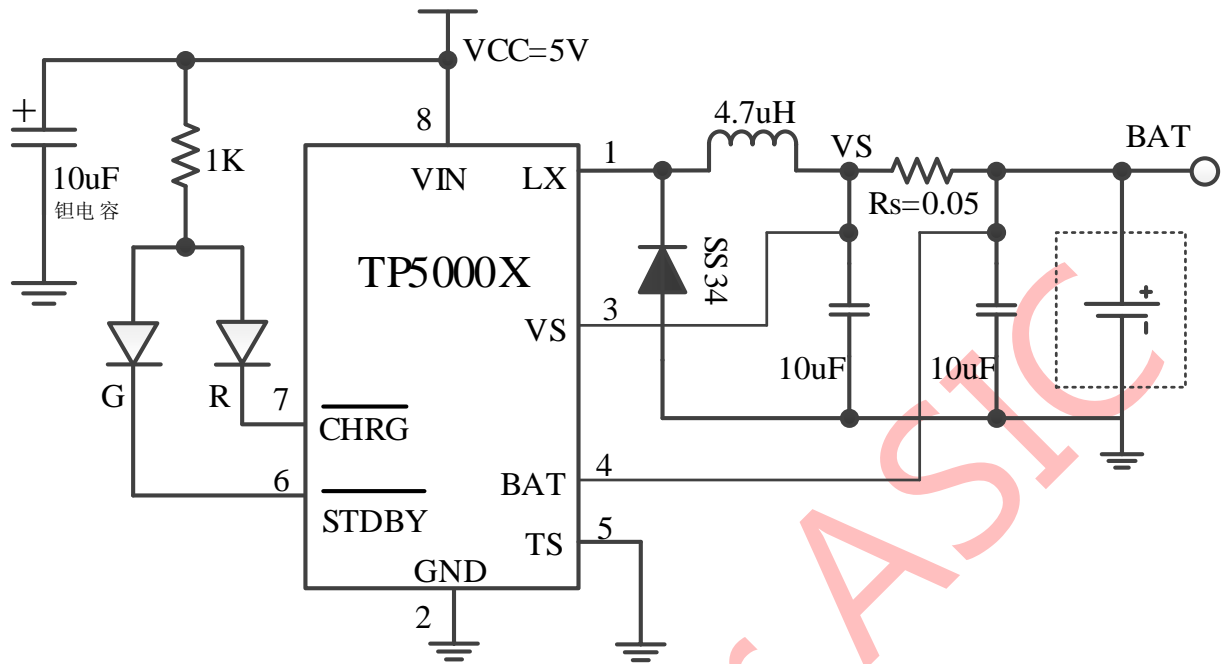 VCC=5V
+
10uF
钽电容
1K
G
R
8
VIN
TP5000X
LX
1
4.7uH
VS
Rs=0.05
BAT
SS34
VS
3
10uF
10uF
+
-
7
CHRG
6
STDBY
BAT
4
TS
5
GND
2
ASIC